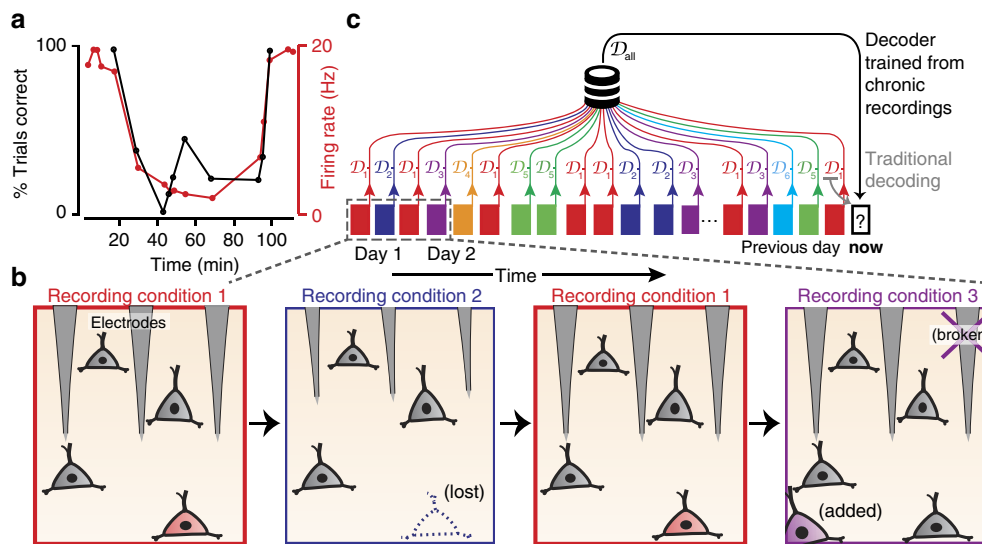 a
100
% Trials correct
0
20
Firing rate (Hz)
0
20 40 60 80 100
Time (min)
c
𝒟all
Decoder
trained from
chronic
recordings
Traditional
decoding
𝒟1 𝒟2 𝒟1 𝒟3 𝒟4 𝒟1 𝒟5 𝒟5 𝒟1 𝒟1 𝒟2 𝒟2 𝒟3 𝒟1 𝒟3 𝒟6 𝒟5 𝒟1
...
?
Day 1 Day 2
Previous day now
Time
b
Recording condition 1
Electrodes
Recording condition 2
(lost)
Recording condition 1
Recording condition 3
(broken)
(added)